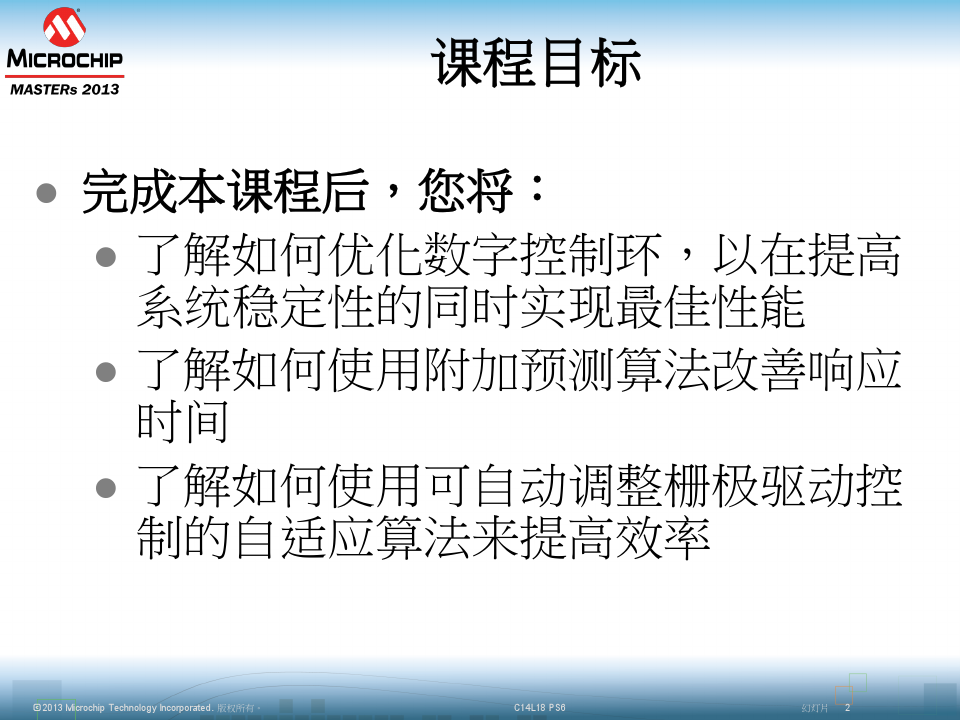 MICROCHIP
MASTERs 2013
课程目标
完成本课程后，您将：
了解如何优化数字控制环，以在提高
系统稳定性的同时实现最佳性能
了解如何使用附加预测算法改善响应
时间
了解如何使用可自动调整栅极驱动控
制的自适应算法来提高效率
©2013 Microchip Technology Incorporated. 版权所有。 C14L18 PS6 幻灯片 2